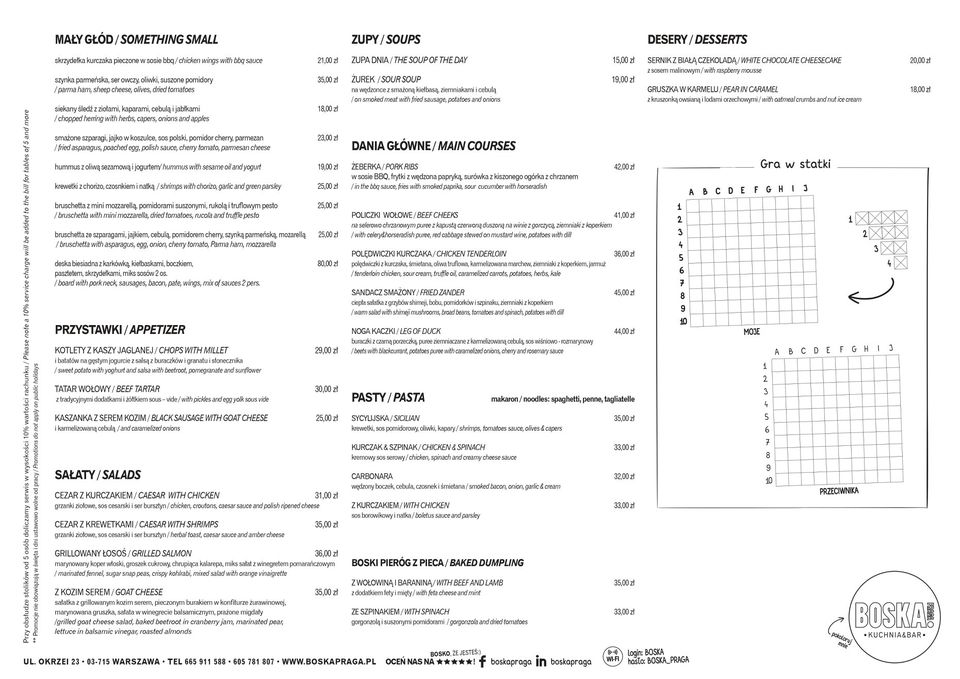 MAŁY GŁÓD / SOMETHING SMALL
skrzydełka kurczaka pieczone w sosie bbq / chicken wings with bbq sauce 21,00 zł
szynka parmeńska, ser owczy, oliwki, suszone pomidory 35,00 zł
/ parma ham, sheep cheese, olives, dried tomatoes
siekany śledź z ziołami, kaparami, cebulą i jabłkami 18,00 zł
/ chopped herring with herbs, capers, onions and apples
smażone szparagi, jajko w koszulce, sos polski, pomidor cherry, parmezan 23,00 zł
/ fried asparagus, poached egg, polish sauce, cherry tomato, parmesan cheese
hummus z oliwą sezamową i jogurtem/ hummus with sesame oil and yogurt 19,00 zł
krewetki z chorizo, czosnkiem i natką / shrimps with chorizo, garlic and green parsley 25,00 zł
bruschetta z mini mozzarellą, pomidorami suszonymi, rukolą i truflowym pesto 25,00 zł
/ bruschetta with mini mozzarella, dried tomatoes, rucola and truffle pesto
bruschetta ze szparagami, jajkiem, cebulą, pomidorem cherry, szynką parmeńską, mozarellą 25,00 zł
/ bruschetta with asparagus, egg, onion, cherry tomato, Parma ham, mozzarella
deska biesiadna z karkówką, kiełbaskami, boczkiem, 80,00 zł
pasztetem, skrzydełkami, miks sosów 2 os.
/ board with pork neck, sausages, bacon, pate, wings, mix of sauces 2 pers.
PRZYSTAWKI / APPETIZER
KOTLETY Z KASZY JAGLANEJ / CHOPS WITH MILLET 29,00 zł
i batatów na gęstym jogurcie z salsą z buraczków i granatu i słonecznika
/ sweet potato with yoghurt and salsa with beetroot, pomegranate and sunflower
TATAR WOŁOWY / BEEF TARTAR 30,00 zł
z tradycyjnymi dodatkami i żółtkiem sous – vide / with pickles and egg yolk sous vide
KASZANKA Z SEREM KOZIM / BLACK SAUSAGE WITH GOAT CHEESE 25,00 zł
i karmelizowaną cebulą / and caramelized onions
SAŁATY / SALADS
CEZAR Z KURCZAKIEM / CAESAR WITH CHICKEN 31,00 zł
grzanki ziołowe, sos cesarski i ser bursztyn / chicken, croutons, caesar sauce and polish ripened cheese
CEZAR Z KREWETKAMI / CAESAR WITH SHRIMPS 35,00 zł
grzanki ziołowe, sos cesarski i ser bursztyn / herbal toast, caesar sauce and amber cheese
GRILLOWANY ŁOSOŚ / GRILLED SALMON 36,00 zł
marynowany koper włoski, groszek cukrowy, chrupiąca kalarepa, miks sałat z winegretem pomarańczowym
/ marinated fennel, sugar snap peas, crispy kohlrabi, mixed salad with orange vinaigrette
Z KOZIM SEREM / GOAT CHEESE 35,00 zł
sałatka z grillowanym kozim serem, pieczonym burakiem w konfiturze żurawinowej,
marynowana gruszka, sałata w winegrecie balsamicznym, prażone migdały
/grilled goat cheese salad, baked beetroot in cranberry jam, marinated pear,
lettuce in balsamic vinegar, roasted almonds
ZUPY / SOUPS
ZUPA DNIA / THE SOUP OF THE DAY 15,00 zł
ŻUREK / SOUR SOUP 19,00 zł
na wędzonce z smażoną kiełbasą, ziemniakami i cebulą
/ on smoked meat with fried sausage, potatoes and onions
DANIA GŁÓWNE / MAIN COURSES
ŻEBERKA / PORK RIBS 42,00 zł
w sosie BBQ, frytki z wędzona papryką, surówka z kiszonego ogórka z chrzanem
/ in the bbq sauce, fries with smoked paprika, sour cucumber with horseradish
POLICZKI WOŁOWE / BEEF CHEEKS 41,00 zł
na selerowo chrzanowym puree z kapustą czerwoną duszoną na winie z gorczycą, ziemniaki z koperkiem
/ with celery&horseradish puree, red cabbage stewed on mustard wine, potatoes with dill
POLĘDWICZKI KURCZAKA / CHICKEN TENDERLOIN 36,00 zł
polędwiczki z kurczaka, śmietana, oliwa truflowa, karmelizowana marchew, ziemniaki z koperkiem, jarmuż
/ tenderloin chicken, sour cream, truffle oil, caramelized carrots, potatoes, herbs, kale
SANDACZ SMAŻONY / FRIED ZANDER 45,00 zł
ciepła sałatka z grzybów shimeji, bobu, pomidorków i szpinaku, ziemniaki z koperkiem
/ warm salad with shimeji mushrooms, broad beans, tomatoes and spinach, potatoes with dill
NOGA KACZKI / LEG OF DUCK 44,00 zł
buraczki z czarną porzeczką, puree ziemniaczane z karmelizowaną cebulą, sos wiśniowo - rozmarynowy
/ beets with blackcurrant, potatoes puree with caramelized onions, cherry and rosemary sauce
PASTY / PASTA makaron / noodles: spaghetti, penne, tagliatelle
SYCYLIJSKA / SICILIAN 35,00 zł
krewetki, sos pomidorowy, oliwki, kapary / shrimps, tomatoes sauce, olives & capers
KURCZAK & SZPINAK / CHICKEN & SPINACH 33,00 zł
kremowy sos serowy / chicken, spinach and creamy cheese sauce
CARBONARA 32,00 zł
wędzony boczek, cebula, czosnek i śmietana / smoked bacon, onion, garlic & cream
Z KURCZAKIEM / WITH CHICKEN 33,00 zł
sos borowikowy i natka / boletus sauce and parsley
BOSKI PIERÓG Z PIECA / BAKED DUMPLING
Z WOŁOWINĄ I BARANINĄ / WITH BEEF AND LAMB 35,00 zł
z dodatkiem fety i mięty / with feta cheese and mint
ZE SZPINAKIEM / WITH SPINACH 33,00 zł
gorgonzolą i suszonymi pomidorami / gorgonzola and dried tomatoes
DESERY / DESSERTS
SERNIK Z BIAŁĄ CZEKOLADĄ / WHITE CHOCOLATE CHEESECAKE 20,00 zł
z sosem malinowym / with raspberry mousse
GRUSZKA W KARMELU / PEAR IN CARAMEL 18,00 zł
z kruszonką owsianą i lodami orzechowymi / with oatmeal crumbs and nut ice cream
Gra w statki
A B C D E F G H I J
1
2
3
4
5
6
7
8
9
10
MOJE
1
2
3
4
A B C D E F G H I J
1
2
3
4
5
6
7
8
9
10
PRZECIWNIKA
BOSKA!
PRAGA
• KUCHNIA&BAR •
pokoloruj mnie
Przy obsłudze stolików od 5 osób doliczamy serwis w wysokości 10% wartości rachunku / Please note a 10% service charge will be added to the bill for tables of 5 and more
** Promocje nie obowiązują w święta i dni ustawowo wolne od pracy / Promotions do not apply on public holidays
UL. OKRZEI 23 • 03-715 WARSZAWA • TEL 665 911 588 • 605 781 807 • WWW.BOSKAPRAGA.PL
BOSKO, ŻE JESTEŚ:)
OCEŃ NAS NA ★★★★★! f boskapraga in boskapraga
Wi-Fi
login: BOSKA
hasło: BOSKA_PRAGA